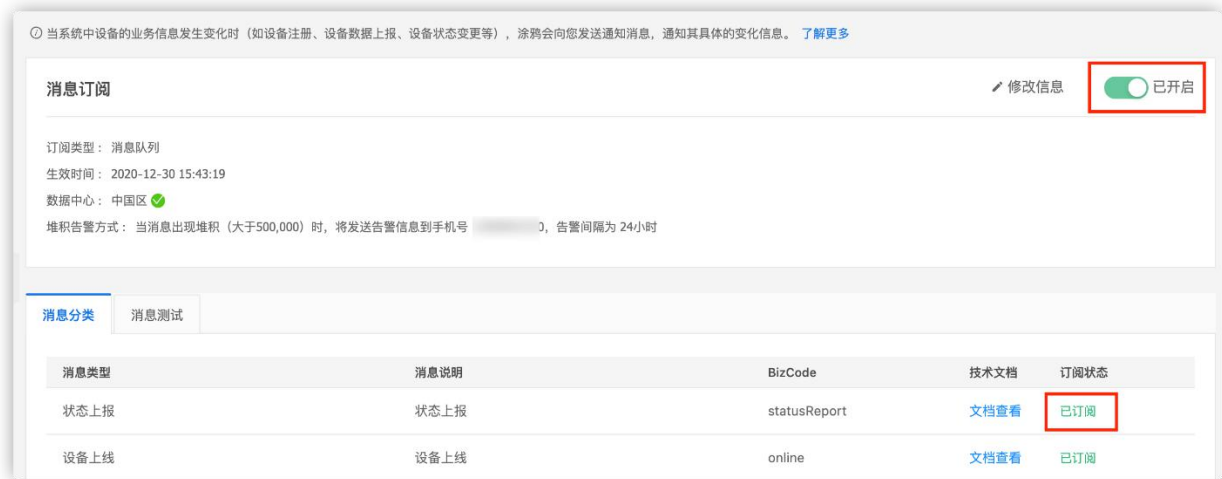 当系统中设备的业务信息发生变化时（如设备注册、设备数据上报、设备状态变更等），涂鸦会向您发送通知消息，通知其具体的变化信息。 了解更多
消息订阅 修改信息 已开启
订阅类型： 消息队列
生效时间： 2020-12-30 15:43:19
数据中心： 中国区
堆积告警方式： 当消息出现堆积（大于500,000）时，将发送告警信息到手机号 0，告警间隔为 24小时
消息分类 消息测试
消息类型 消息说明 BizCode 技术文档 订阅状态
状态上报 状态上报 statusReport 文档查看 已订阅
设备上线 设备上线 online 文档查看 已订阅